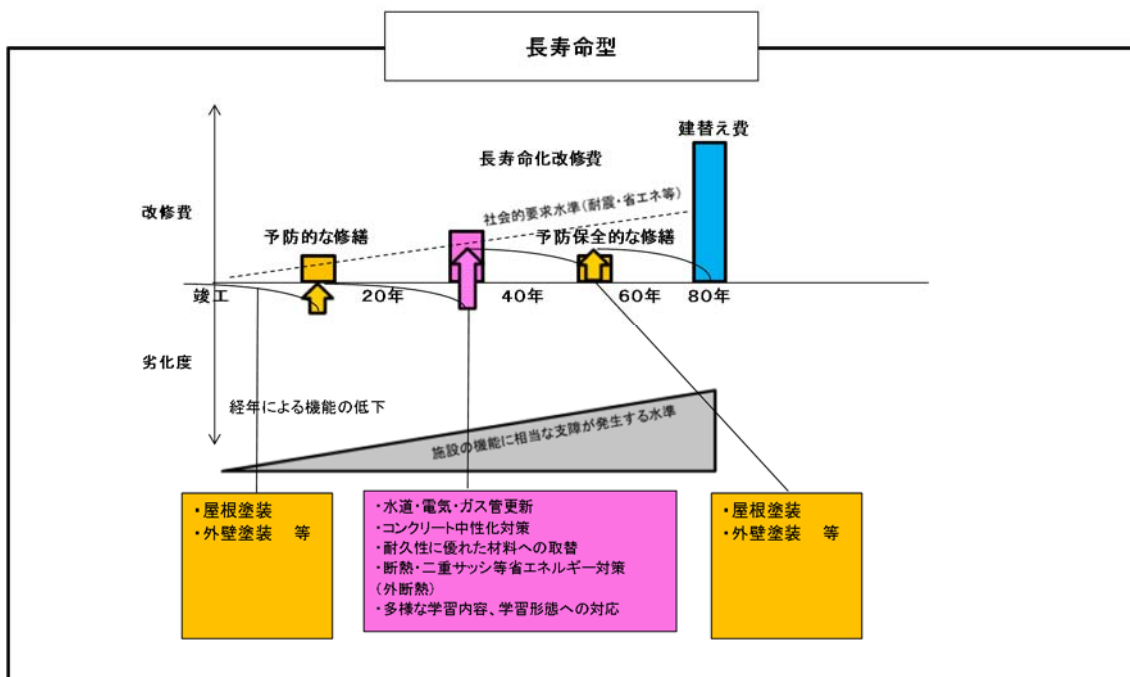 長寿命型
建替え費
長寿命化改修費
社会的要求水準(耐震・省エネ等)
改修費
予防的な修繕
予防保全的な修繕
竣工
20年
40年
60年
80年
劣化度
経年による機能の低下
施設の機能に相当な支障が発生する水準
・屋根塗装
・外壁塗装 等
・水道・電気・ガス管更新
・コンクリート中性化対策
・耐久性に優れた材料への取替
・断熱・二重サッシ等省エネルギー対策
(外断熱)
・多様な学習内容、学習形態への対応
・屋根塗装
・外壁塗装 等